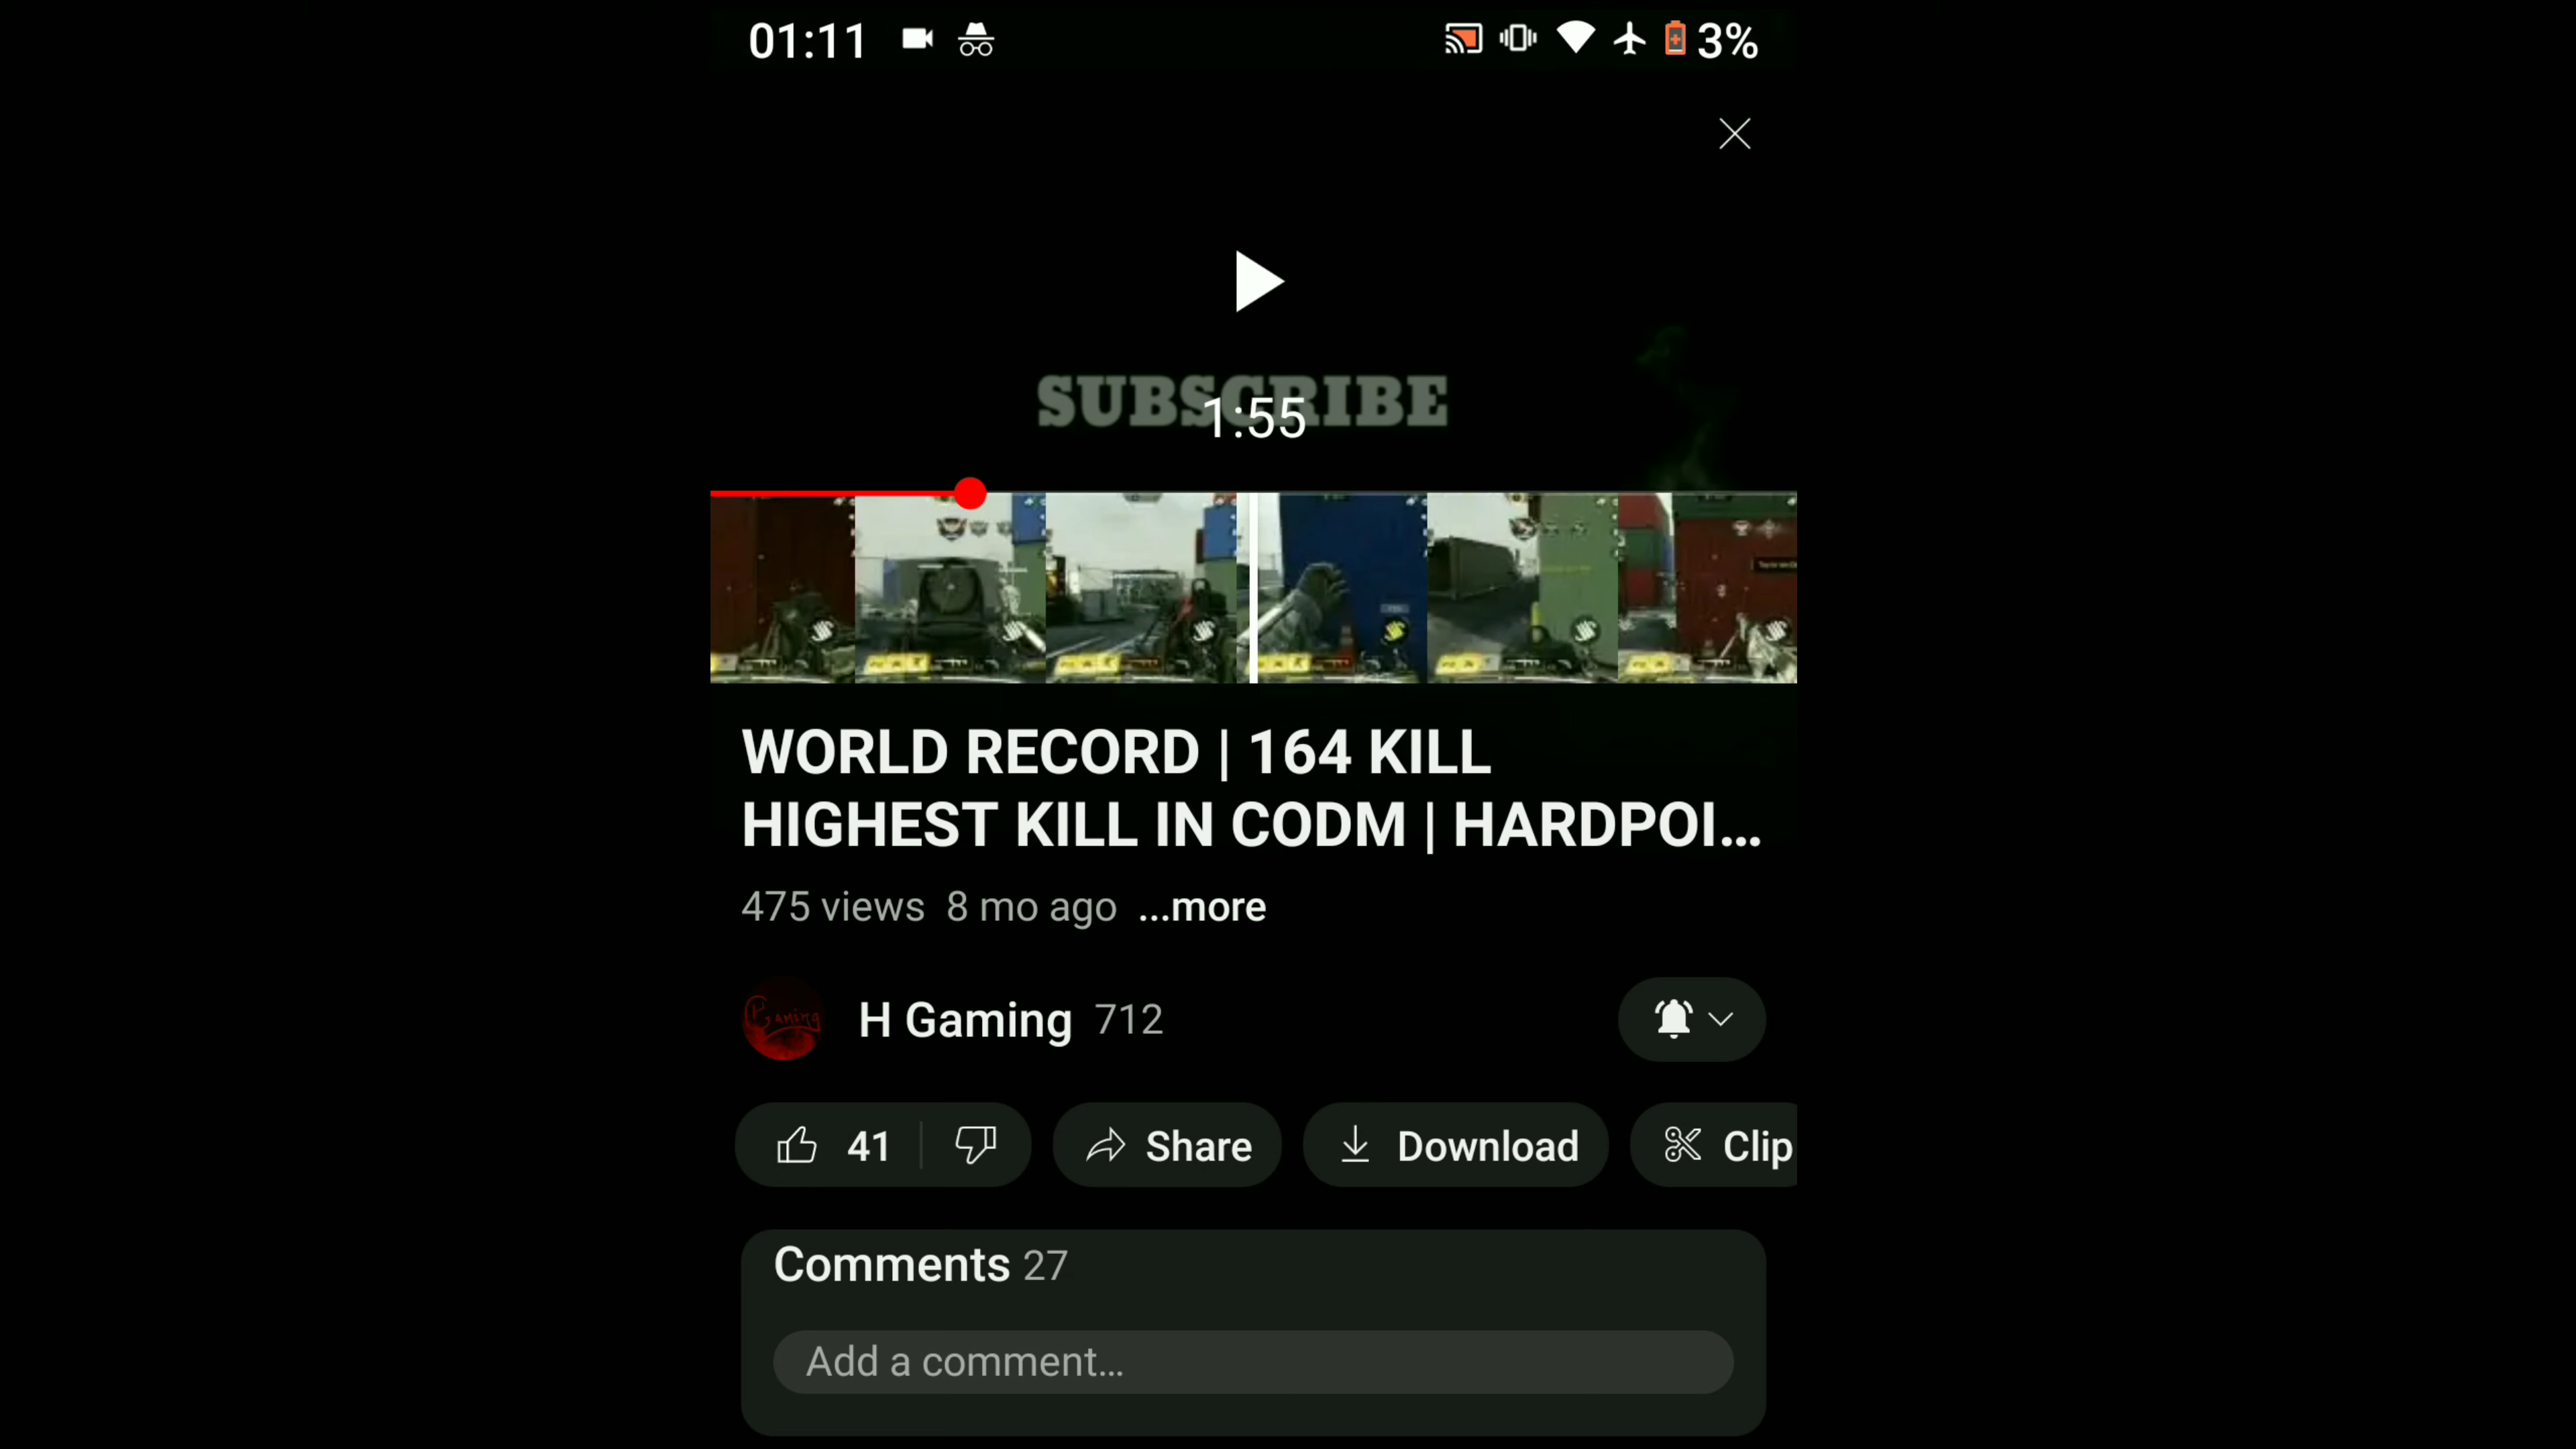 01:11 3%
SUBSCRIBE
1:55
WORLD RECORD | 164 KILL
HIGHEST KILL IN CODM | HARDPOI...
475 views 8 mo ago ...more
H Gaming 712
41 Share Download Clip
Comments 27
Add a comment...